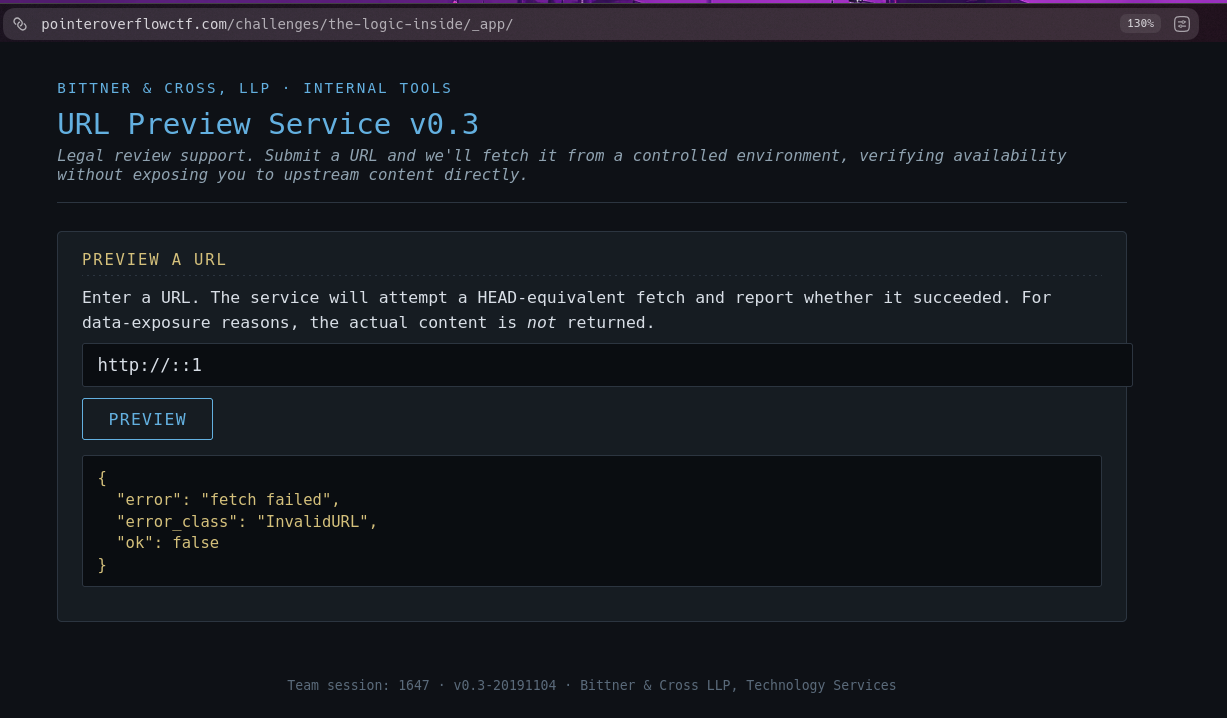 pointeroverflowctf.com/challenges/the-logic-inside/_app/
130%
BITTNER & CROSS, LLP · INTERNAL TOOLS
URL Preview Service v0.3
Legal review support. Submit a URL and we'll fetch it from a controlled environment, verifying availability
without exposing you to upstream content directly.
PREVIEW A URL
Enter a URL. The service will attempt a HEAD-equivalent fetch and report whether it succeeded. For
data-exposure reasons, the actual content is not returned.
http://::1
PREVIEW
{
  "error": "fetch failed",
  "error_class": "InvalidURL",
  "ok": false
}
Team session: 1647 · v0.3-20191104 · Bittner & Cross LLP, Technology Services